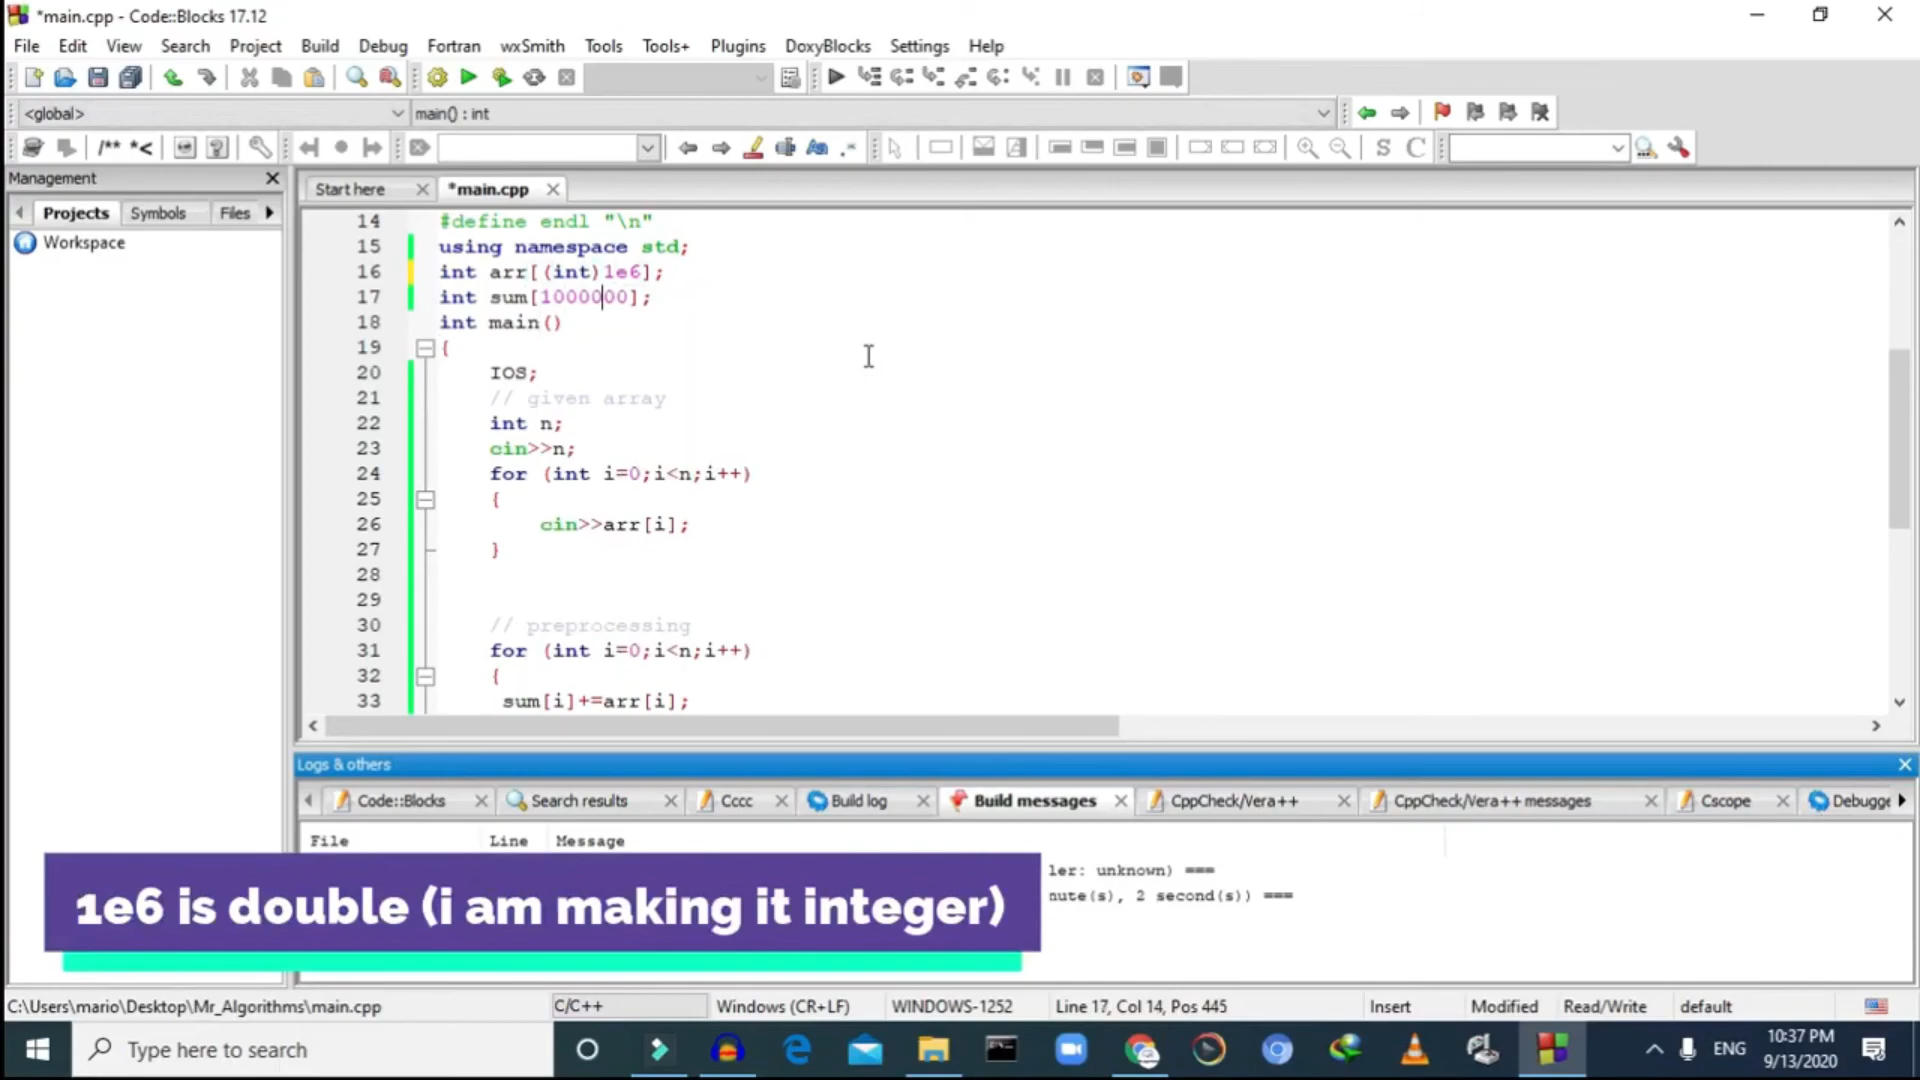 *main.cpp - Code::Blocks 17.12
File Edit View Search Project Build Debug Fortran wxSmith Tools Tools+ Plugins DoxyBlocks Settings Help
<global> main() : int
/** *< S C
Management
Projects Symbols Files
Workspace
Start here *main.cpp
14 #define endl "\n"
15 using namespace std;
16 int arr[(int)1e6];
17 int sum[1000000];
18 int main()
19 {
20 IOS;
21 // given array
22 int n;
23 cin>>n;
24 for (int i=0;i<n;i++)
25 {
26 cin>>arr[i];
27 }
28
29
30 // preprocessing
31 for (int i=0;i<n;i++)
32 {
33 sum[i]+=arr[i];
Logs & others
Code::Blocks Search results Cccc Build log Build messages CppCheck/Vera++ CppCheck/Vera++ messages Cscope Debugge
File Line Message
ler: unknown) ===
nute(s), 2 second(s)) ===
1e6 is double (i am making it integer)
C:\Users\mario\Desktop\Mr_Algorithms\main.cpp C/C++ Windows (CR+LF) WINDOWS-1252 Line 17, Col 14, Pos 445 Insert Modified Read/Write default
Type here to search
ENG
10:37 PM
9/13/2020